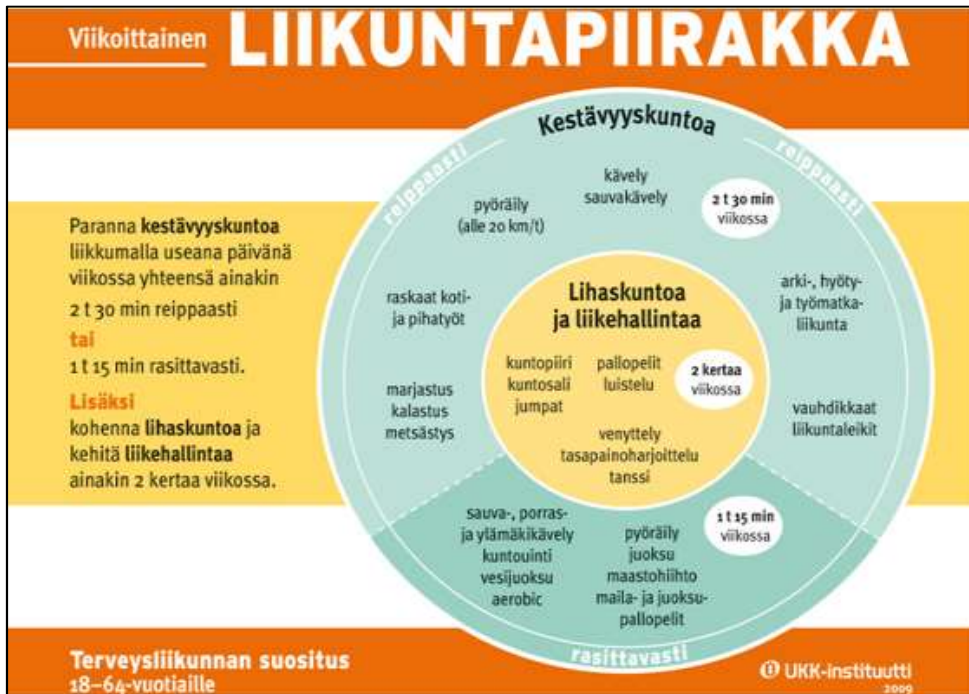 Viikoittainen LIIKUNTAPIIRAKKA
Paranna kestävyyskuntoa
liikkumalla useana päivänä
viikossa yhteensä ainakin
2 t 30 min reippaasti
tai
1 t 15 min rasittavasti.
Lisäksi
kohenna lihaskuntoa ja
kehitä liikehallintaa
ainakin 2 kertaa viikossa.
Kestävyyskuntoa
reippaasti
reippaasti
kävely
sauvakävely
2 t 30 min
viikossa
pyöräily
(alle 20 km/t)
arki-, hyöty-
ja työmatka-
liikunta
raskaat koti-
ja pihatyöt
marjastus
kalastus
metsästys
vauhdikkaat
liikuntaleikit
Lihaskuntoa
ja liikehallintaa
kuntopiiri
kuntosali
jumpat
pallopelit
luistelu
2 kertaa
viikossa
venyttely
tasapainoharjoittelu
tanssi
sauva-, porras-
ja ylämäkikävely
kuntouinti
vesijuoksu
aerobic
pyöräily
juoksu
maastohiihto
maila- ja juoksu-
pallopelit
1 t 15 min
viikossa
rasittavasti
Terveysliikunnan suositus
18–64-vuotiaille
UKK-instituutti
2009